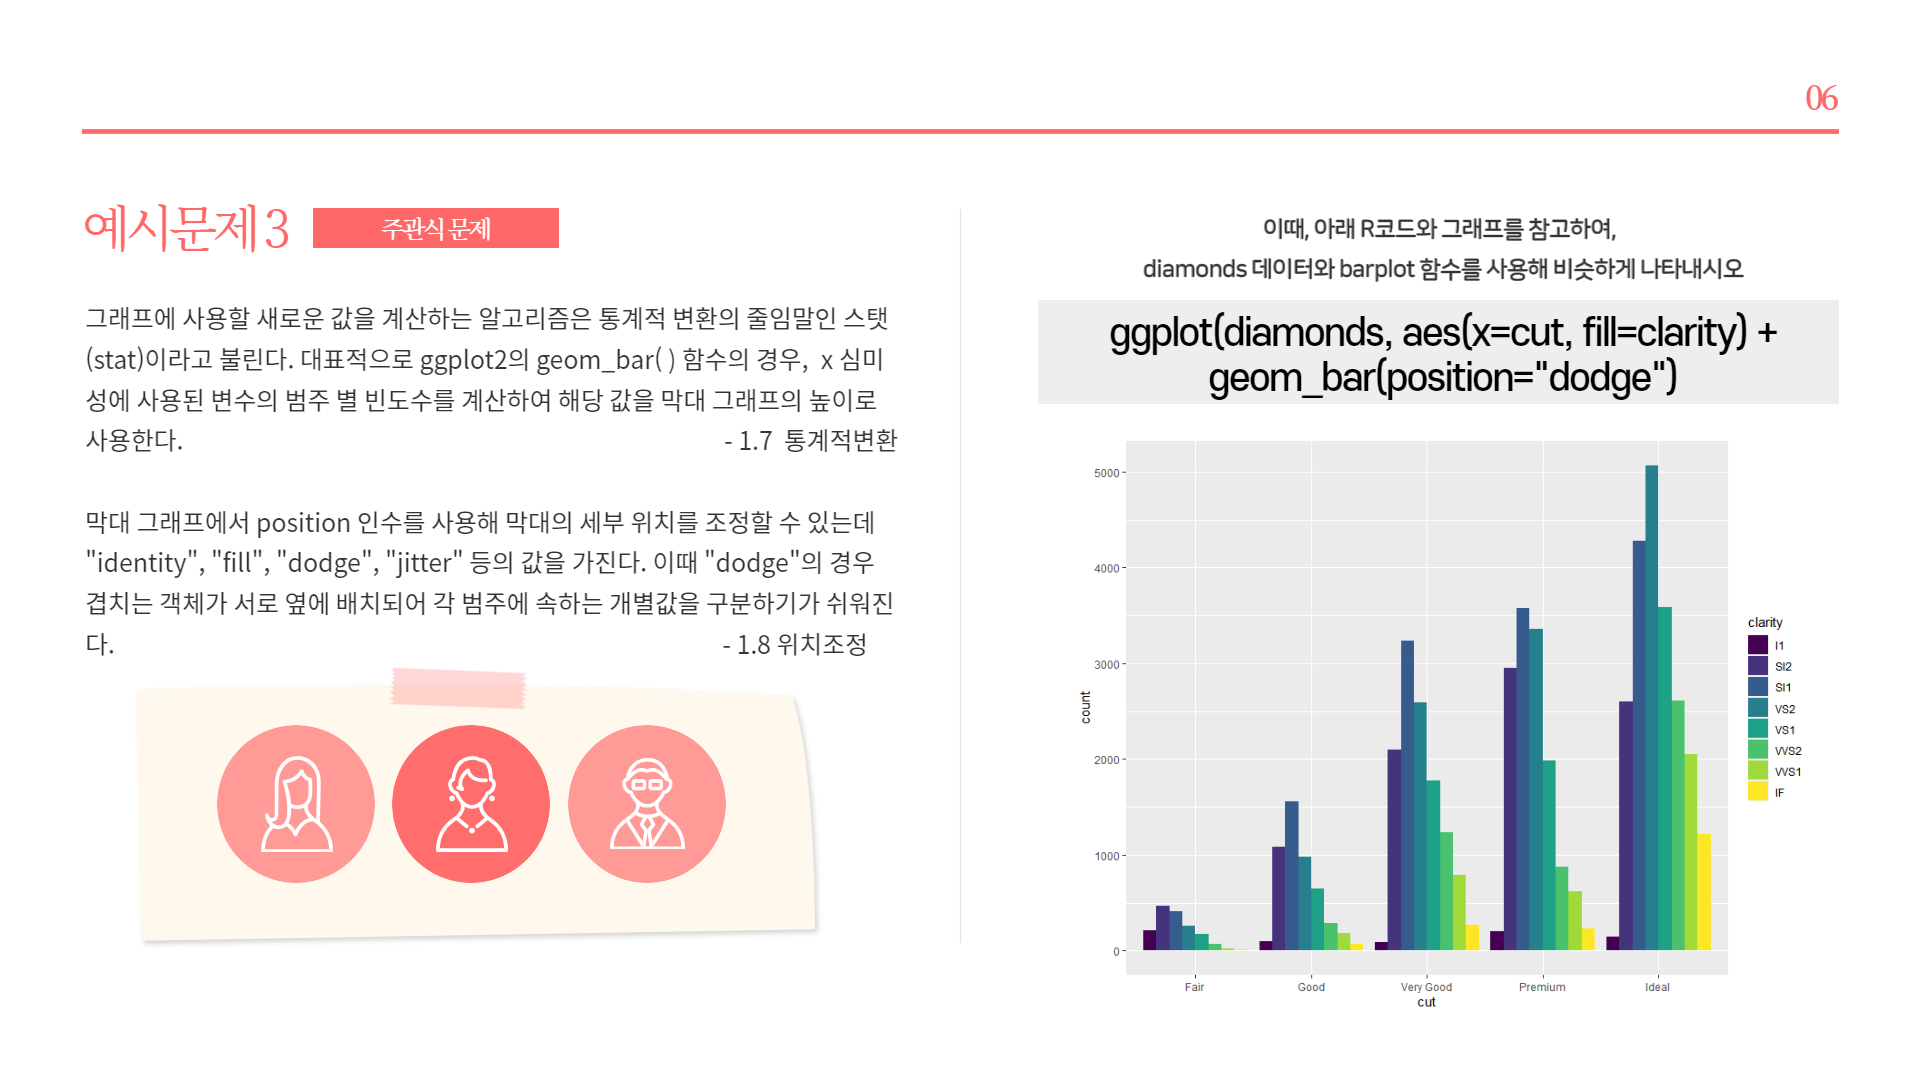 06
예시문제 3
주관식 문제
그래프에 사용할 새로운 값을 계산하는 알고리즘은 통계적 변환의 줄임말인 스탯
(stat)이라고 불린다. 대표적으로 ggplot2의 geom_bar( ) 함수의 경우, x 심미
성에 사용된 변수의 범주 별 빈도수를 계산하여 해당 값을 막대 그래프의 높이로
사용한다. - 1.7 통계적변환
막대 그래프에서 position 인수를 사용해 막대의 세부 위치를 조정할 수 있는데
"identity", "fill", "dodge", "jitter" 등의 값을 가진다. 이때 "dodge"의 경우
겹치는 객체가 서로 옆에 배치되어 각 범주에 속하는 개별값을 구분하기가 쉬워진
다. - 1.8 위치조정
이때, 아래 R코드와 그래프를 참고하여,
diamonds 데이터와 barplot 함수를 사용해 비슷하게 나타내시오
ggplot(diamonds, aes(x=cut, fill=clarity) +
geom_bar(position="dodge")
5000
4000
3000
2000
1000
0
count
Fair Good Very Good Premium Ideal
cut
clarity
I1
SI2
SI1
VS2
VS1
VVS2
VVS1
IF